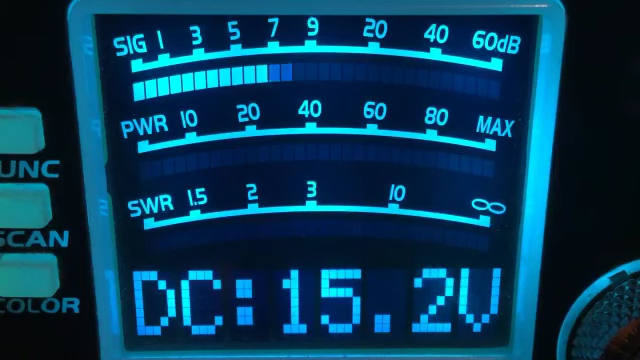 SIG 1 3 5 7 9 20 40 60dB
PWR 10 20 40 60 80 MAX
UNC
SWR 1.5 2 3 10 ∞
SCAN
COLOR
DC:15.2V